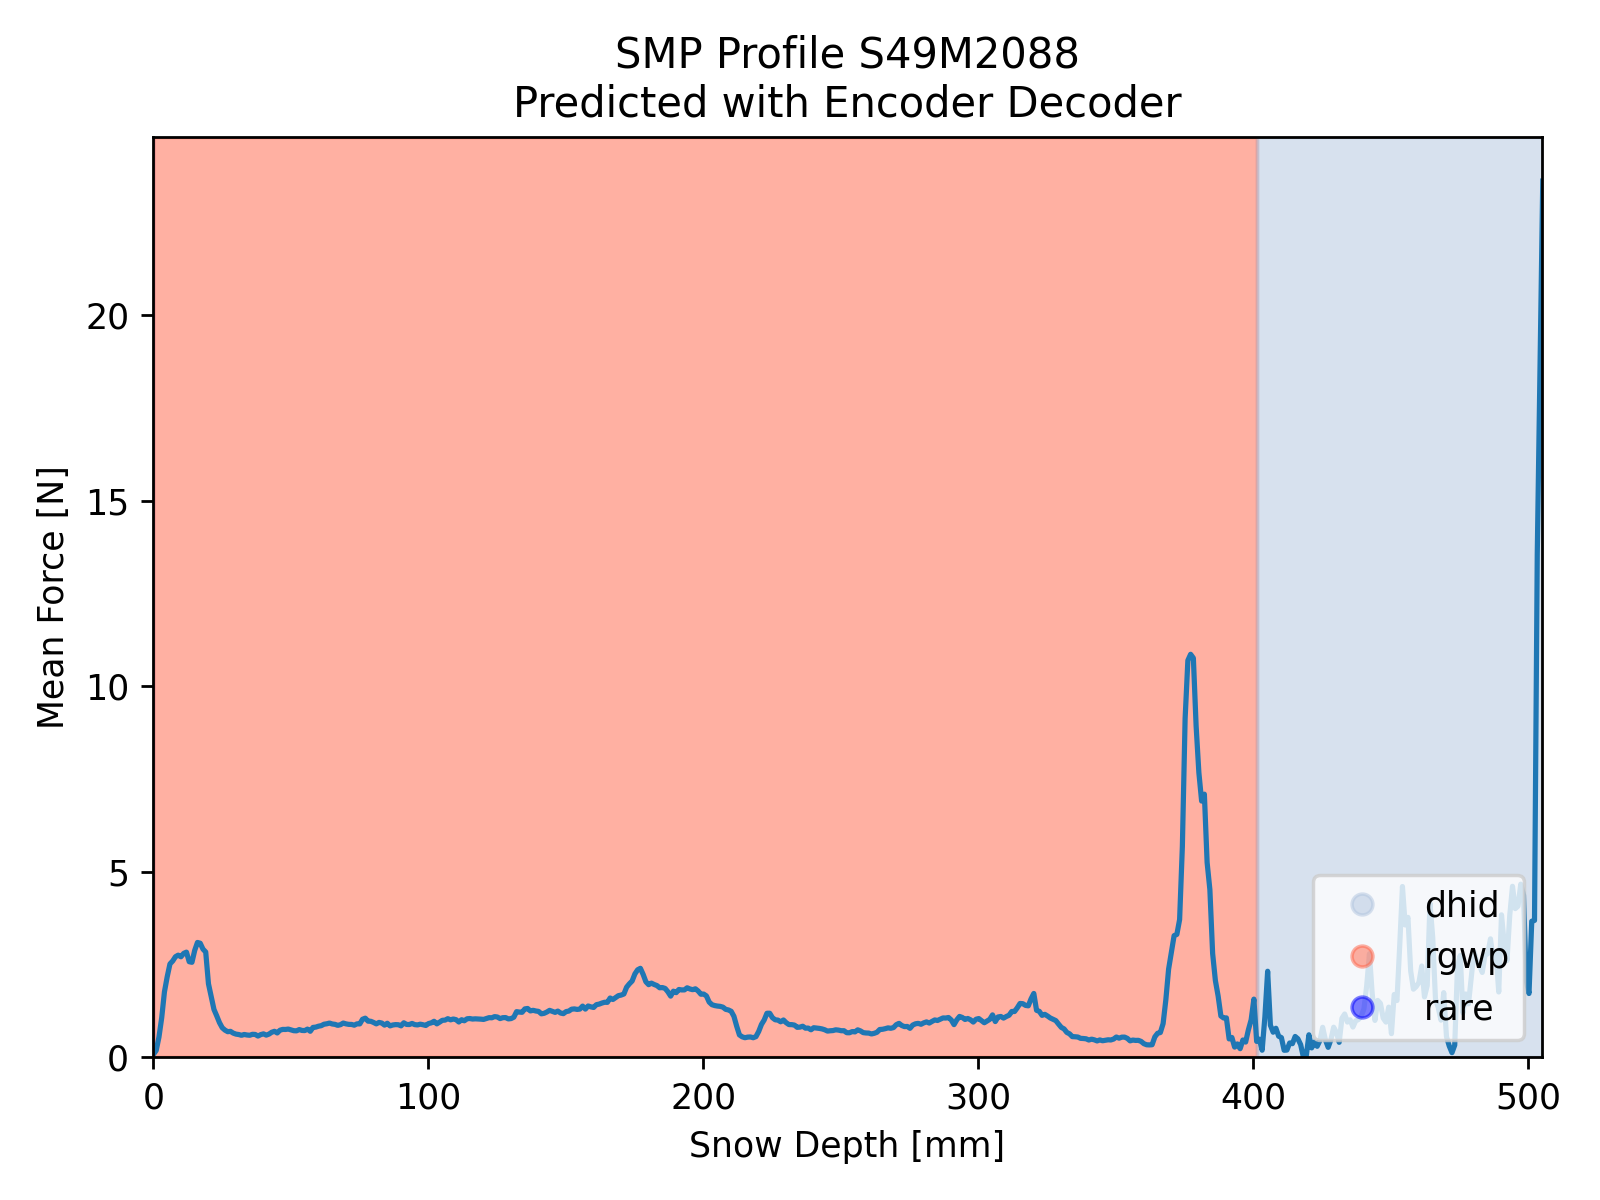 SMP Profile S49M2088
Predicted with Encoder Decoder
Mean Force [N]
20
15
10
5
0
dhid
rgwp
rare
0 100 200 300 400 500
Snow Depth [mm]